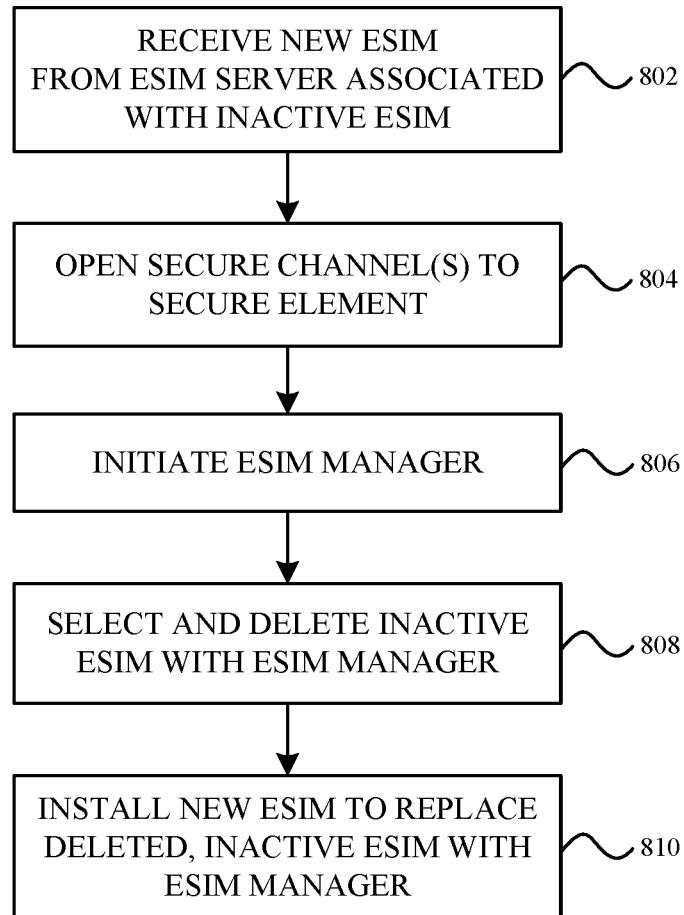 RECEIVE NEW ESIM
FROM ESIM SERVER ASSOCIATED
WITH INACTIVE ESIM
802
OPEN SECURE CHANNEL(S) TO
SECURE ELEMENT
804
INITIATE ESIM MANAGER
806
SELECT AND DELETE INACTIVE
ESIM WITH ESIM MANAGER
808
INSTALL NEW ESIM TO REPLACE
DELETED, INACTIVE ESIM WITH
ESIM MANAGER
810